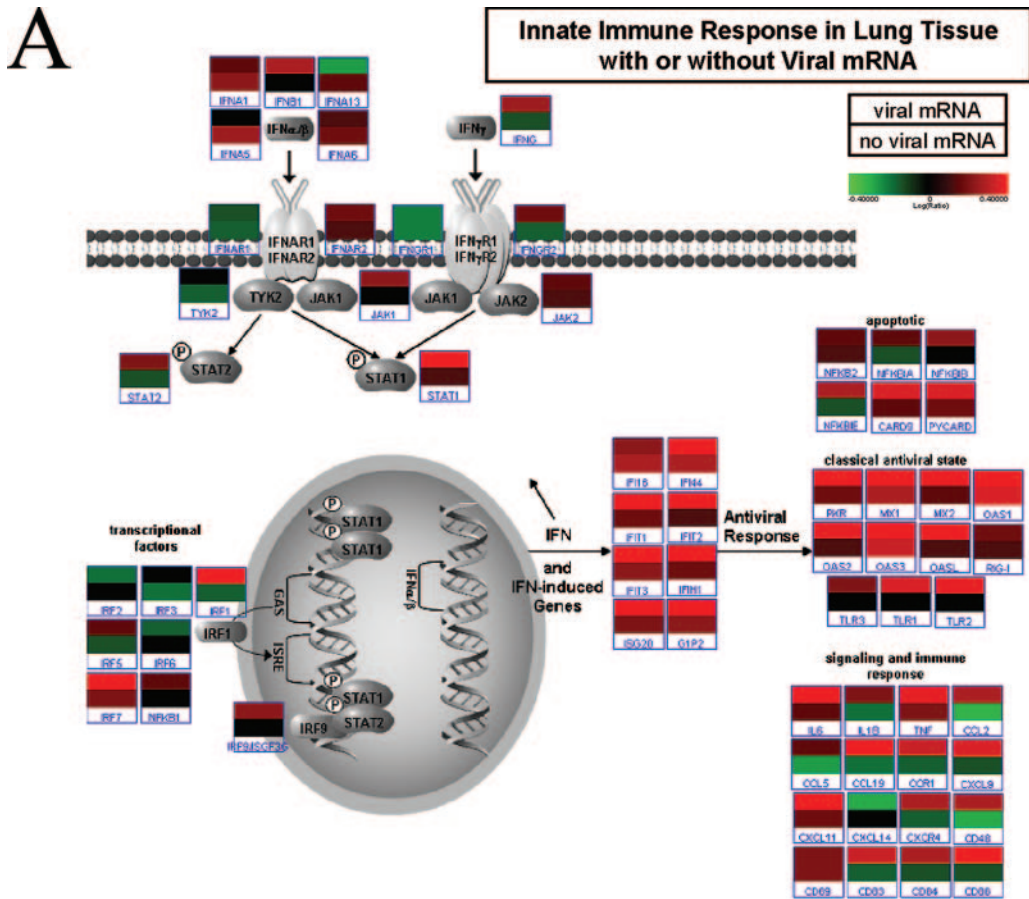 A
Innate Immune Response in Lung Tissue
with or without Viral mRNA
viral mRNA
no viral mRNA
-0.40000 0 0.40000
Log(Ratio)
IFNA1 IFNB1 IFNA13
IFNα/β
IFNA5 IFNA6
IFNγ
IFNG
IFNAR1 IFNAR2 IFNGR1 IFNGR2
IFNAR1
IFNAR2
IFNγR1
IFNγR2
TYK2 TYK2 JAK1 JAK1 JAK1 JAK2 JAK2
STAT2 P STAT2 P STAT1 STAT1
apoptotic
NFKB2 NFKBIA NFKBIB
NFKBIE CARD9 PYCARD
classical antiviral state
PKR MX1 MX2 OAS1
OAS2 OAS3 OASL RIG-I
TLR3 TLR1 TLR2
IFI16 IFI44
IFIT1 IFIT2
IFIT3 IFIH1
ISG20 G1P2
Antiviral
Response
IFN
and
IFN-induced
Genes
transcriptional
factors
IRF2 IRF3 IRF1
IRF5 IRF6
IRF7 NFKB1
IRF1
IRF9/ISGF3G
P STAT1
P STAT1
GAS
ISRE
IFNα/β
P STAT1
P STAT2
IRF9
signaling and immune
response
IL6 IL1B TNF CCL2
CCL5 CCL19 CCR1 CXCL9
CXCL11 CXCL14 CXCR4
CD69 CD83